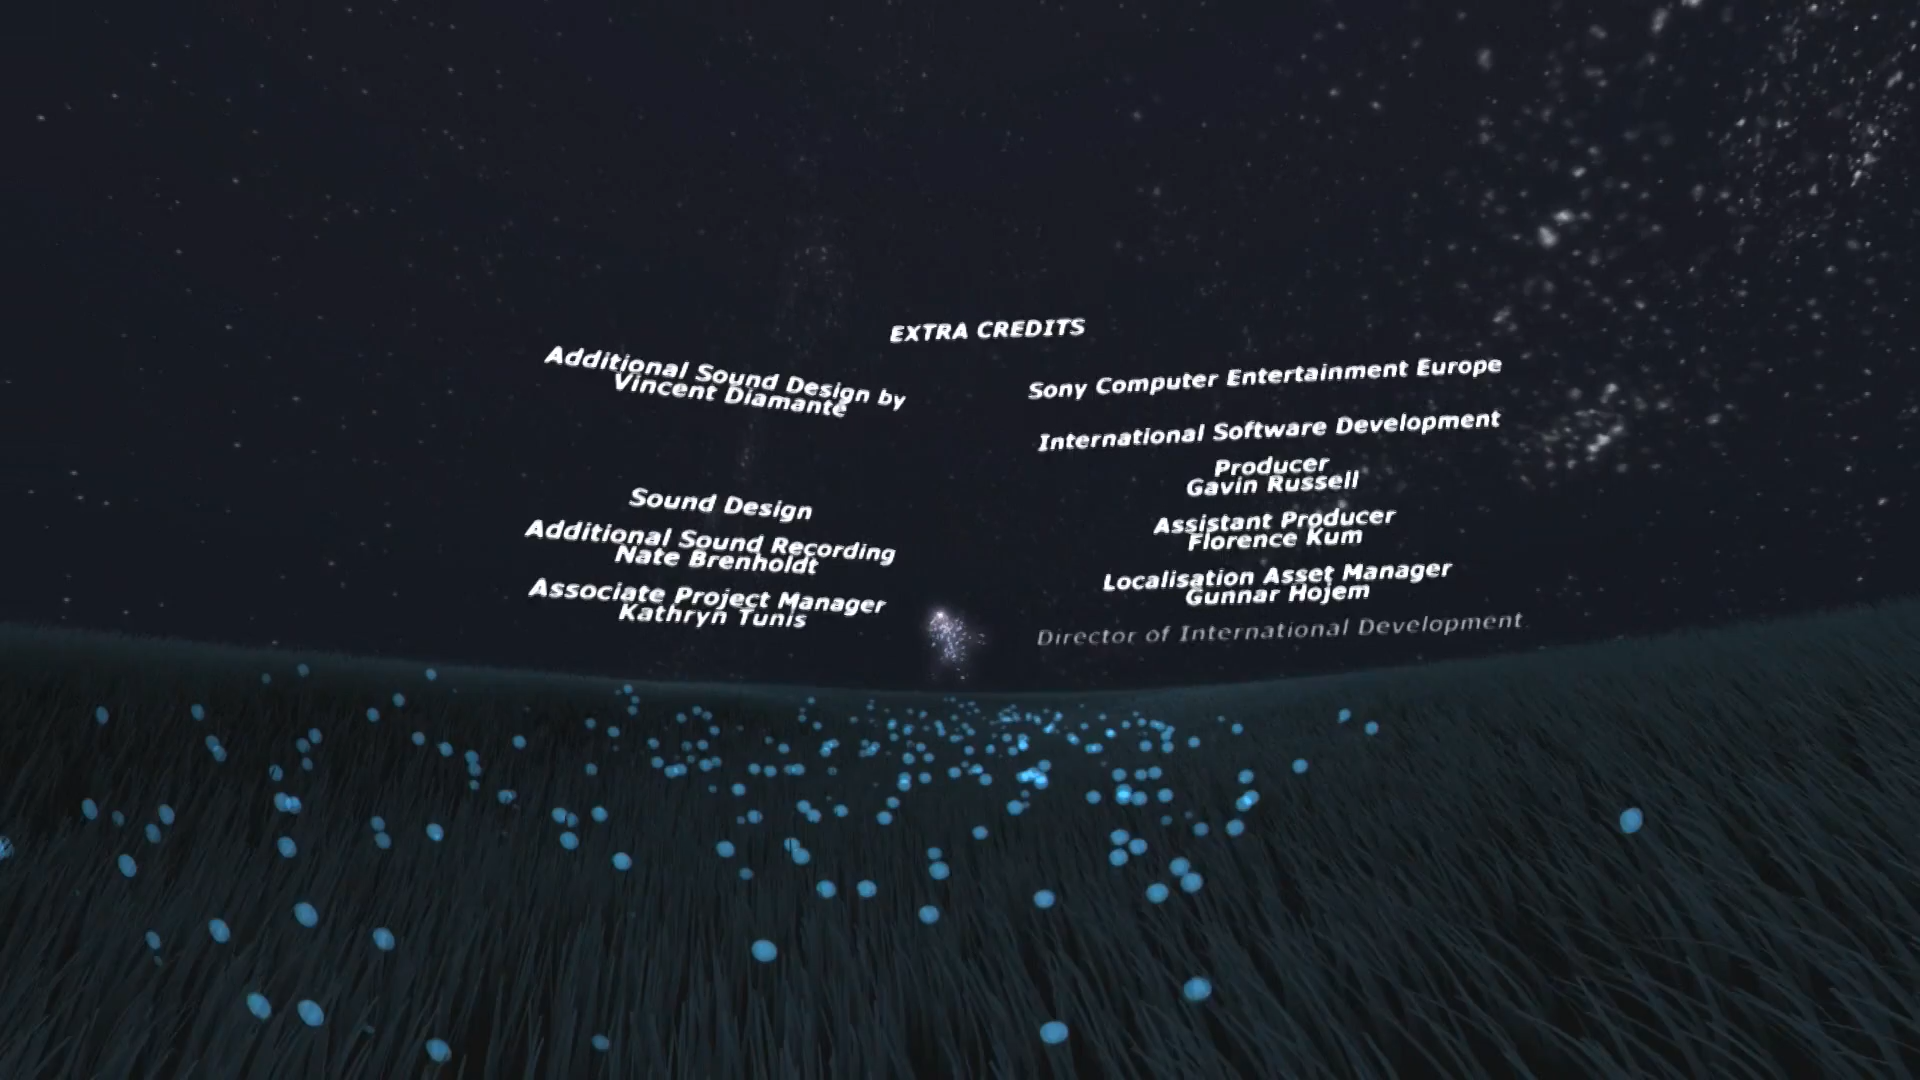 EXTRA CREDITS
Additional Sound Design by
Vincent Diamante
Sound Design
Additional Sound Recording
Nate Brenholdt
Associate Project Manager
Kathryn Tunis
Sony Computer Entertainment Europe
International Software Development
Producer
Gavin Russell
Assistant Producer
Florence Kum
Localisation Asset Manager
Gunnar Hojem
Director of International Development